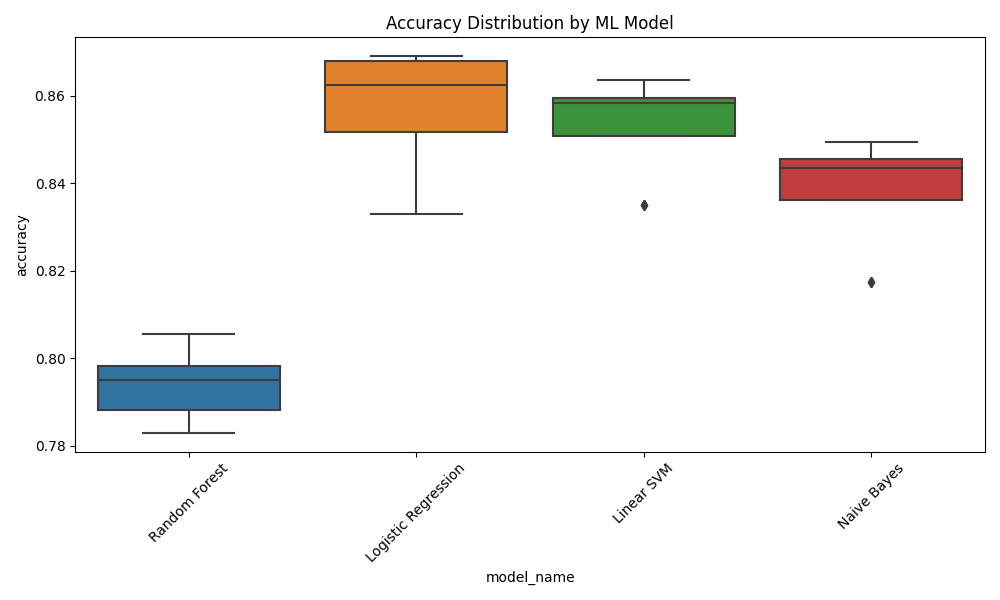 Accuracy Distribution by ML Model
accuracy
0.86
0.84
0.82
0.80
0.78
Random Forest
Logistic Regression
Linear SVM
Naive Bayes
model_name